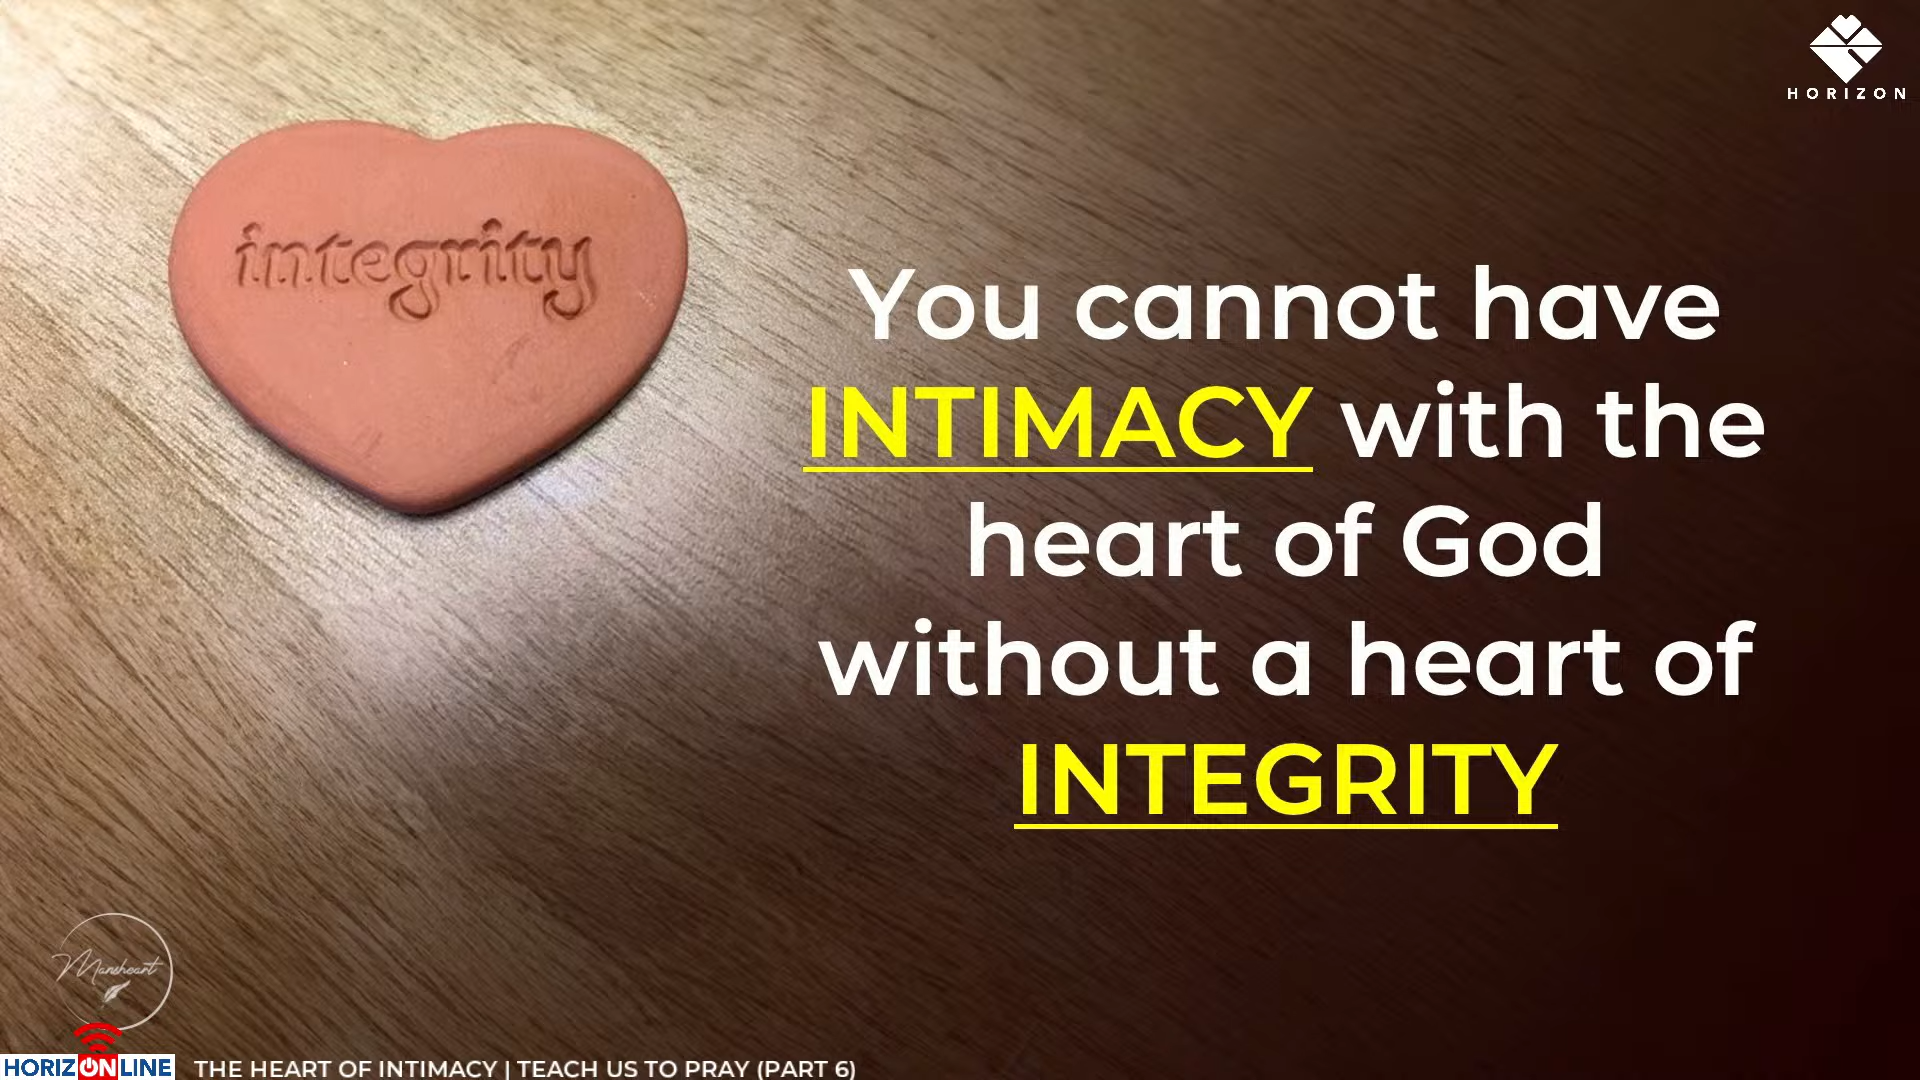 HORIZON
integrity
You cannot have
INTIMACY with the
heart of God
without a heart of
INTEGRITY
Mansheart
HORIZONLINE
THE HEART OF INTIMACY | TEACH US TO PRAY (PART 6)